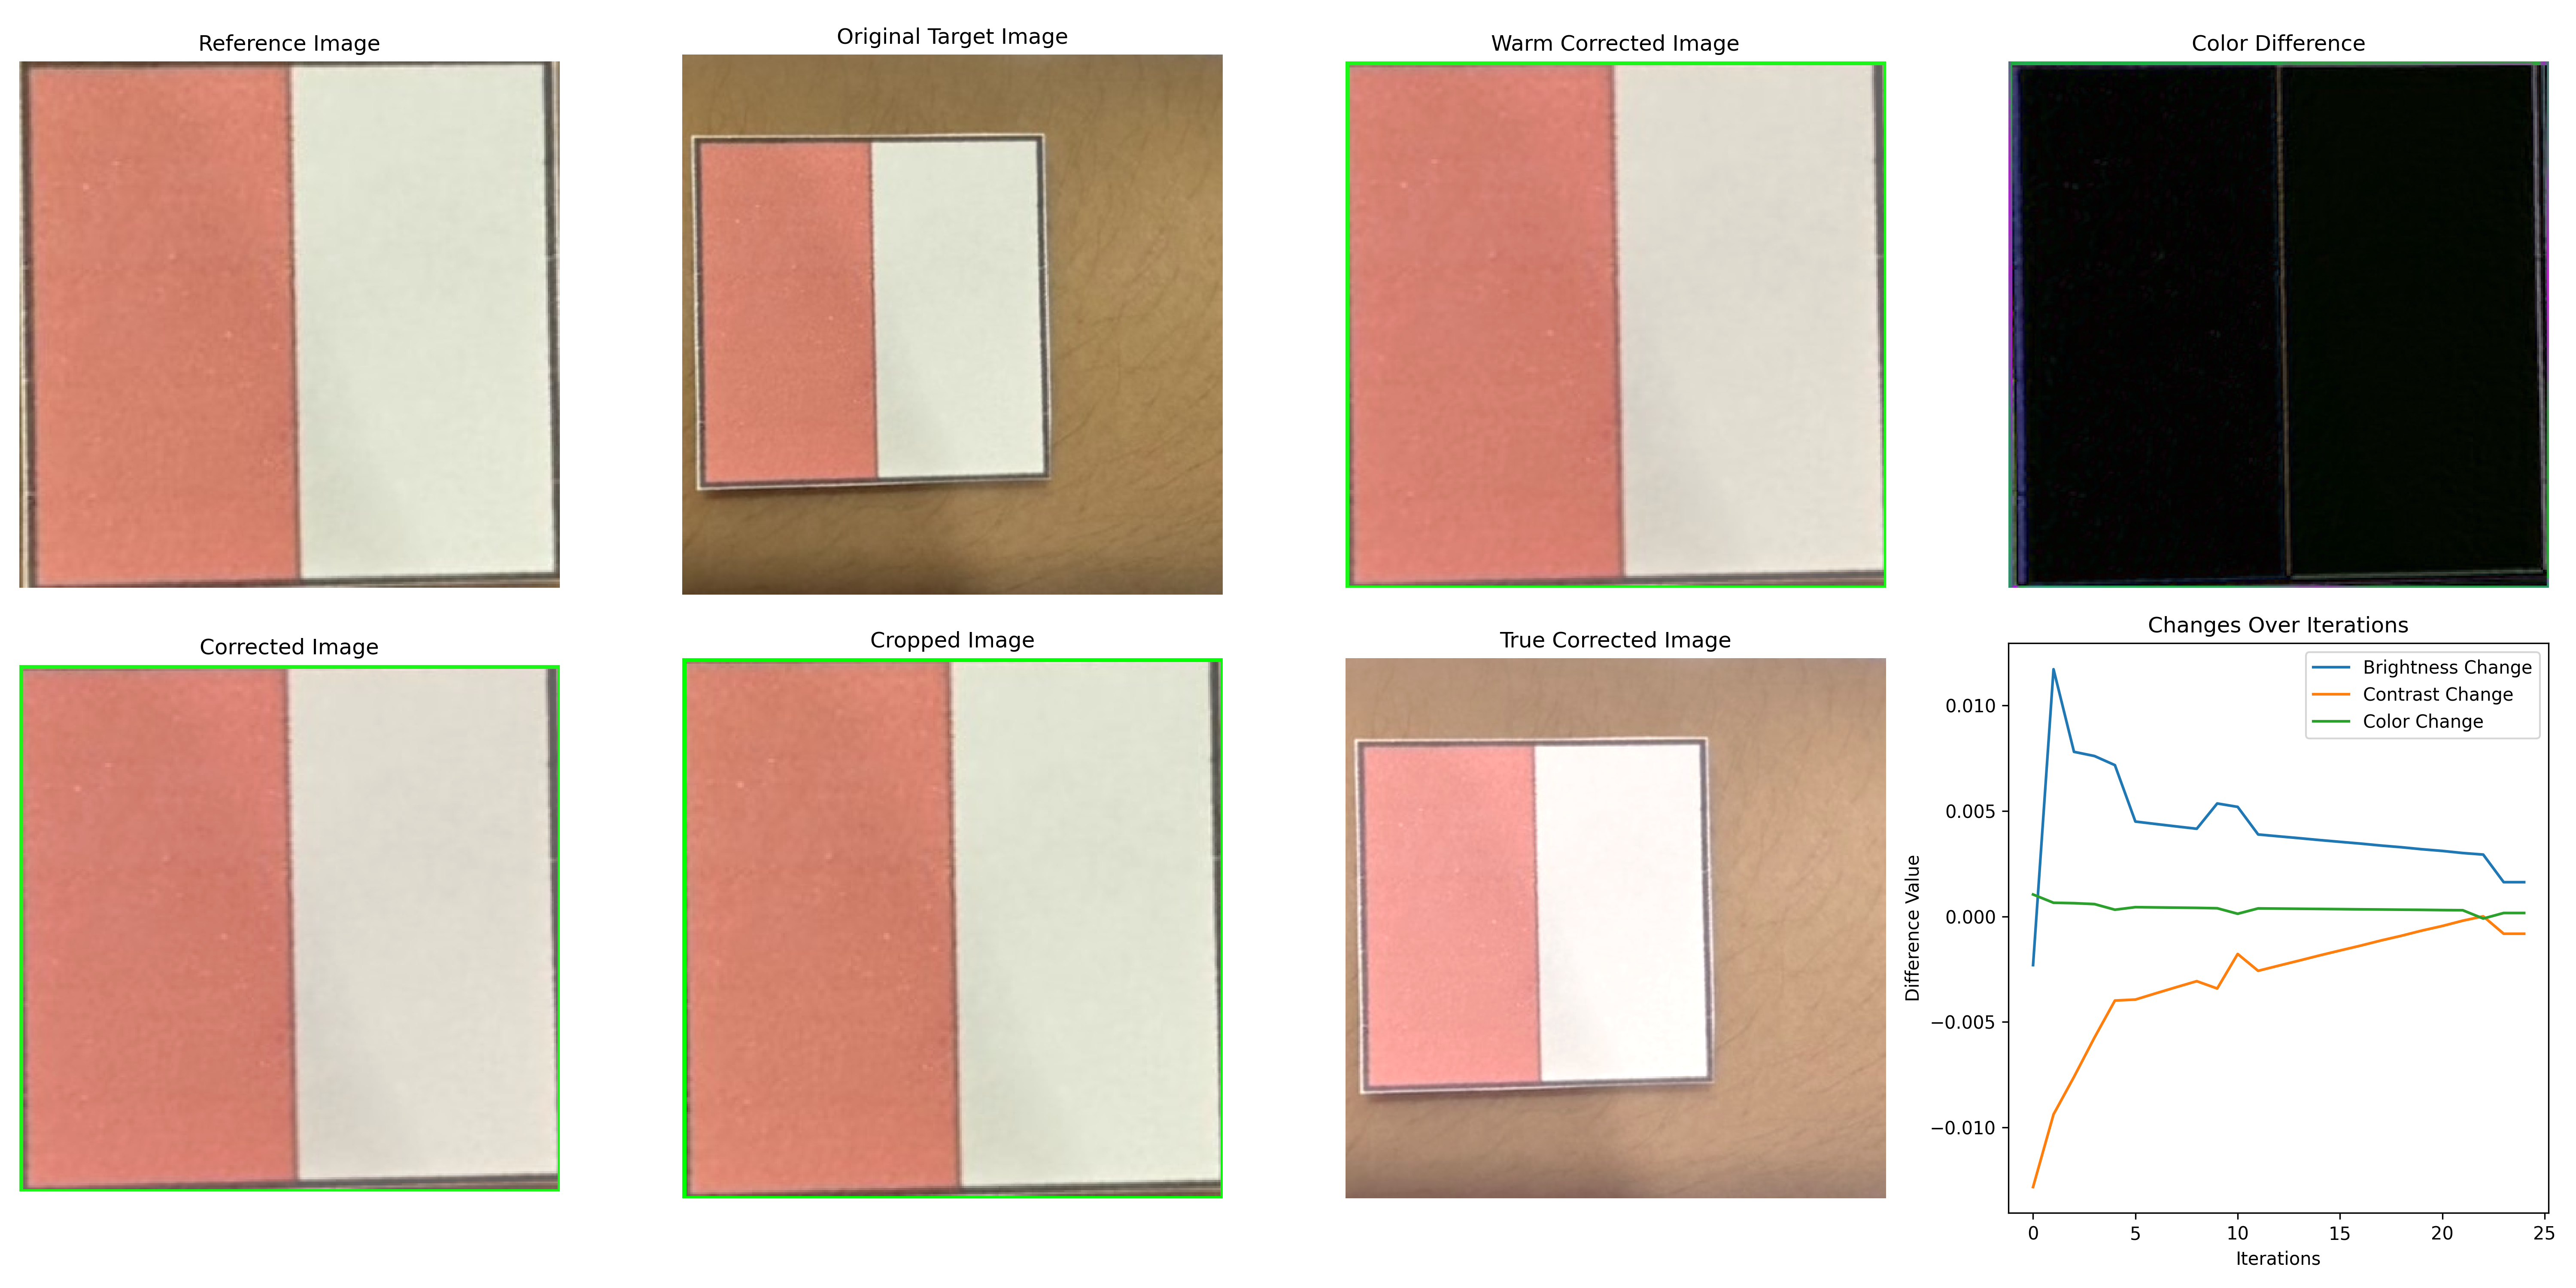 Reference Image
Original Target Image
Warm Corrected Image
Color Difference
Corrected Image
Cropped Image
True Corrected Image
Changes Over Iterations
Brightness Change
Contrast Change
Color Change
Difference Value
0.010
0.005
0.000
−0.005
−0.010
0 5 10 15 20 25
Iterations